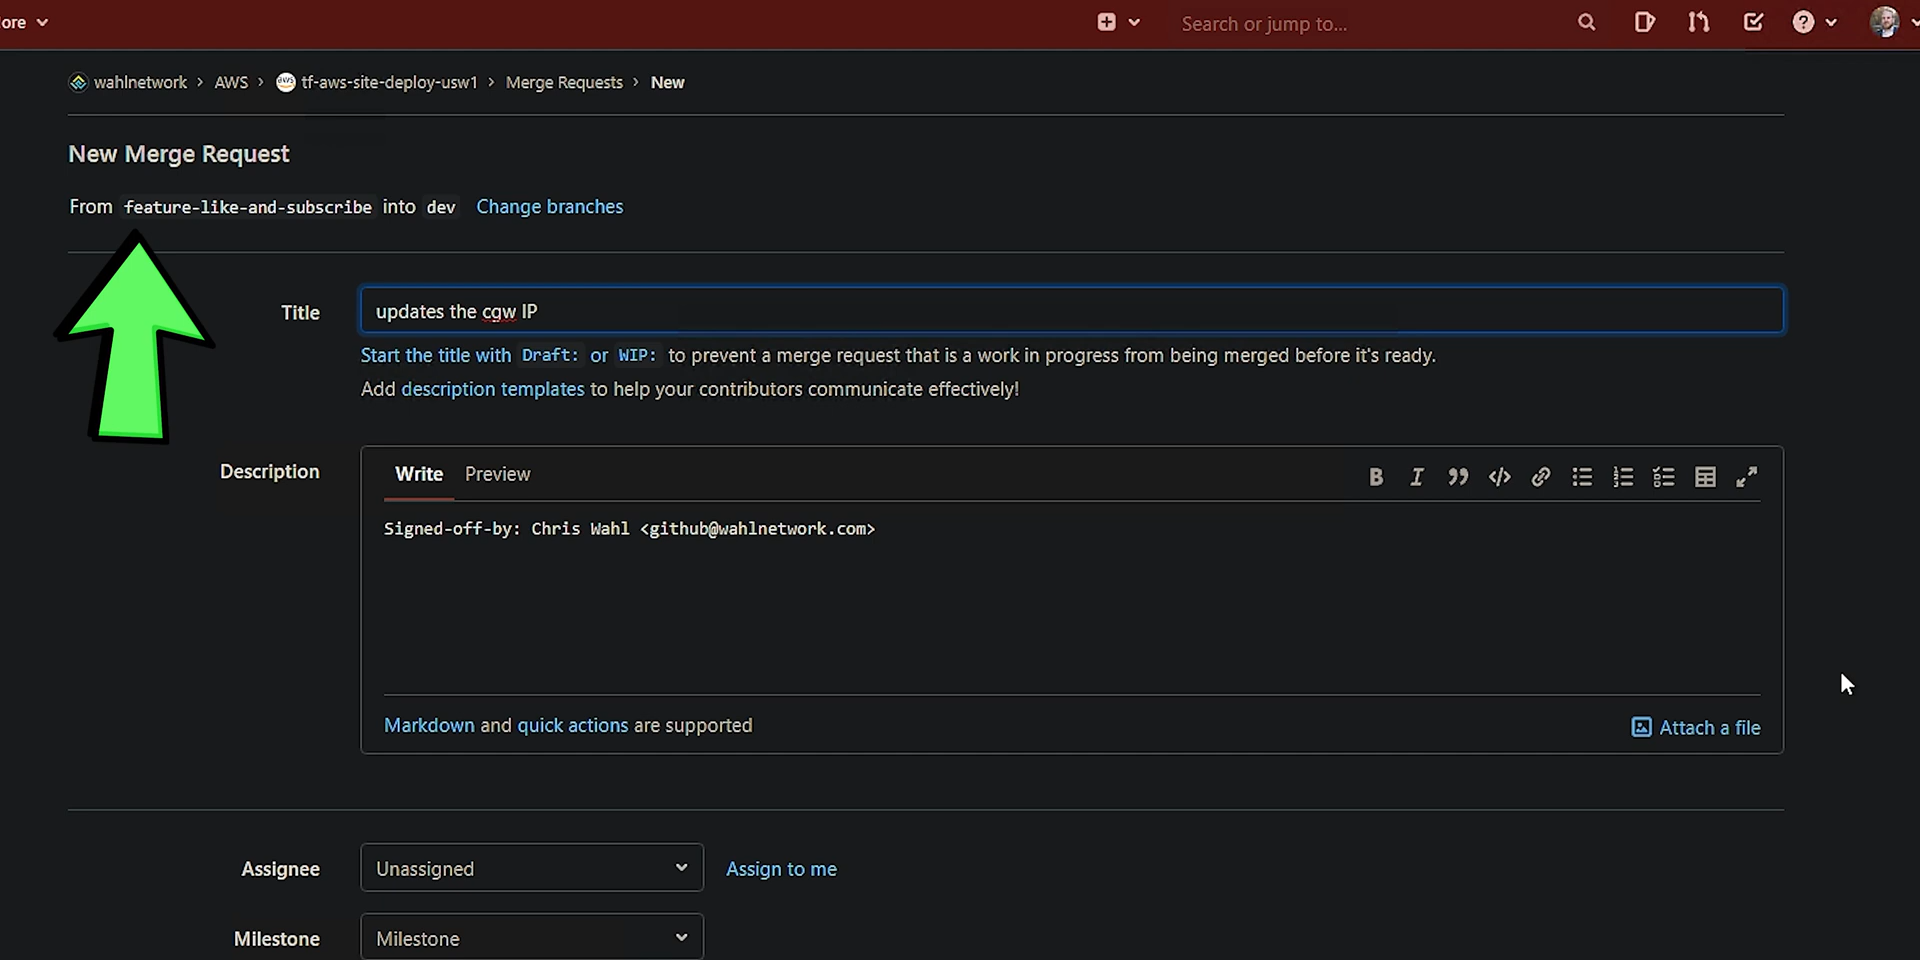 ore
Search or jump to...
wahlnetwork > AWS > aws tf-aws-site-deploy-usw1 > Merge Requests > New
New Merge Request
From feature-like-and-subscribe into dev Change branches
Title updates the cgw IP
Start the title with Draft: or WIP: to prevent a merge request that is a work in progress from being merged before it's ready.
Add description templates to help your contributors communicate effectively!
Description Write Preview
Signed-off-by: Chris Wahl <github@wahlnetwork.com>
Markdown and quick actions are supported Attach a file
Assignee Unassigned Assign to me
Milestone Milestone